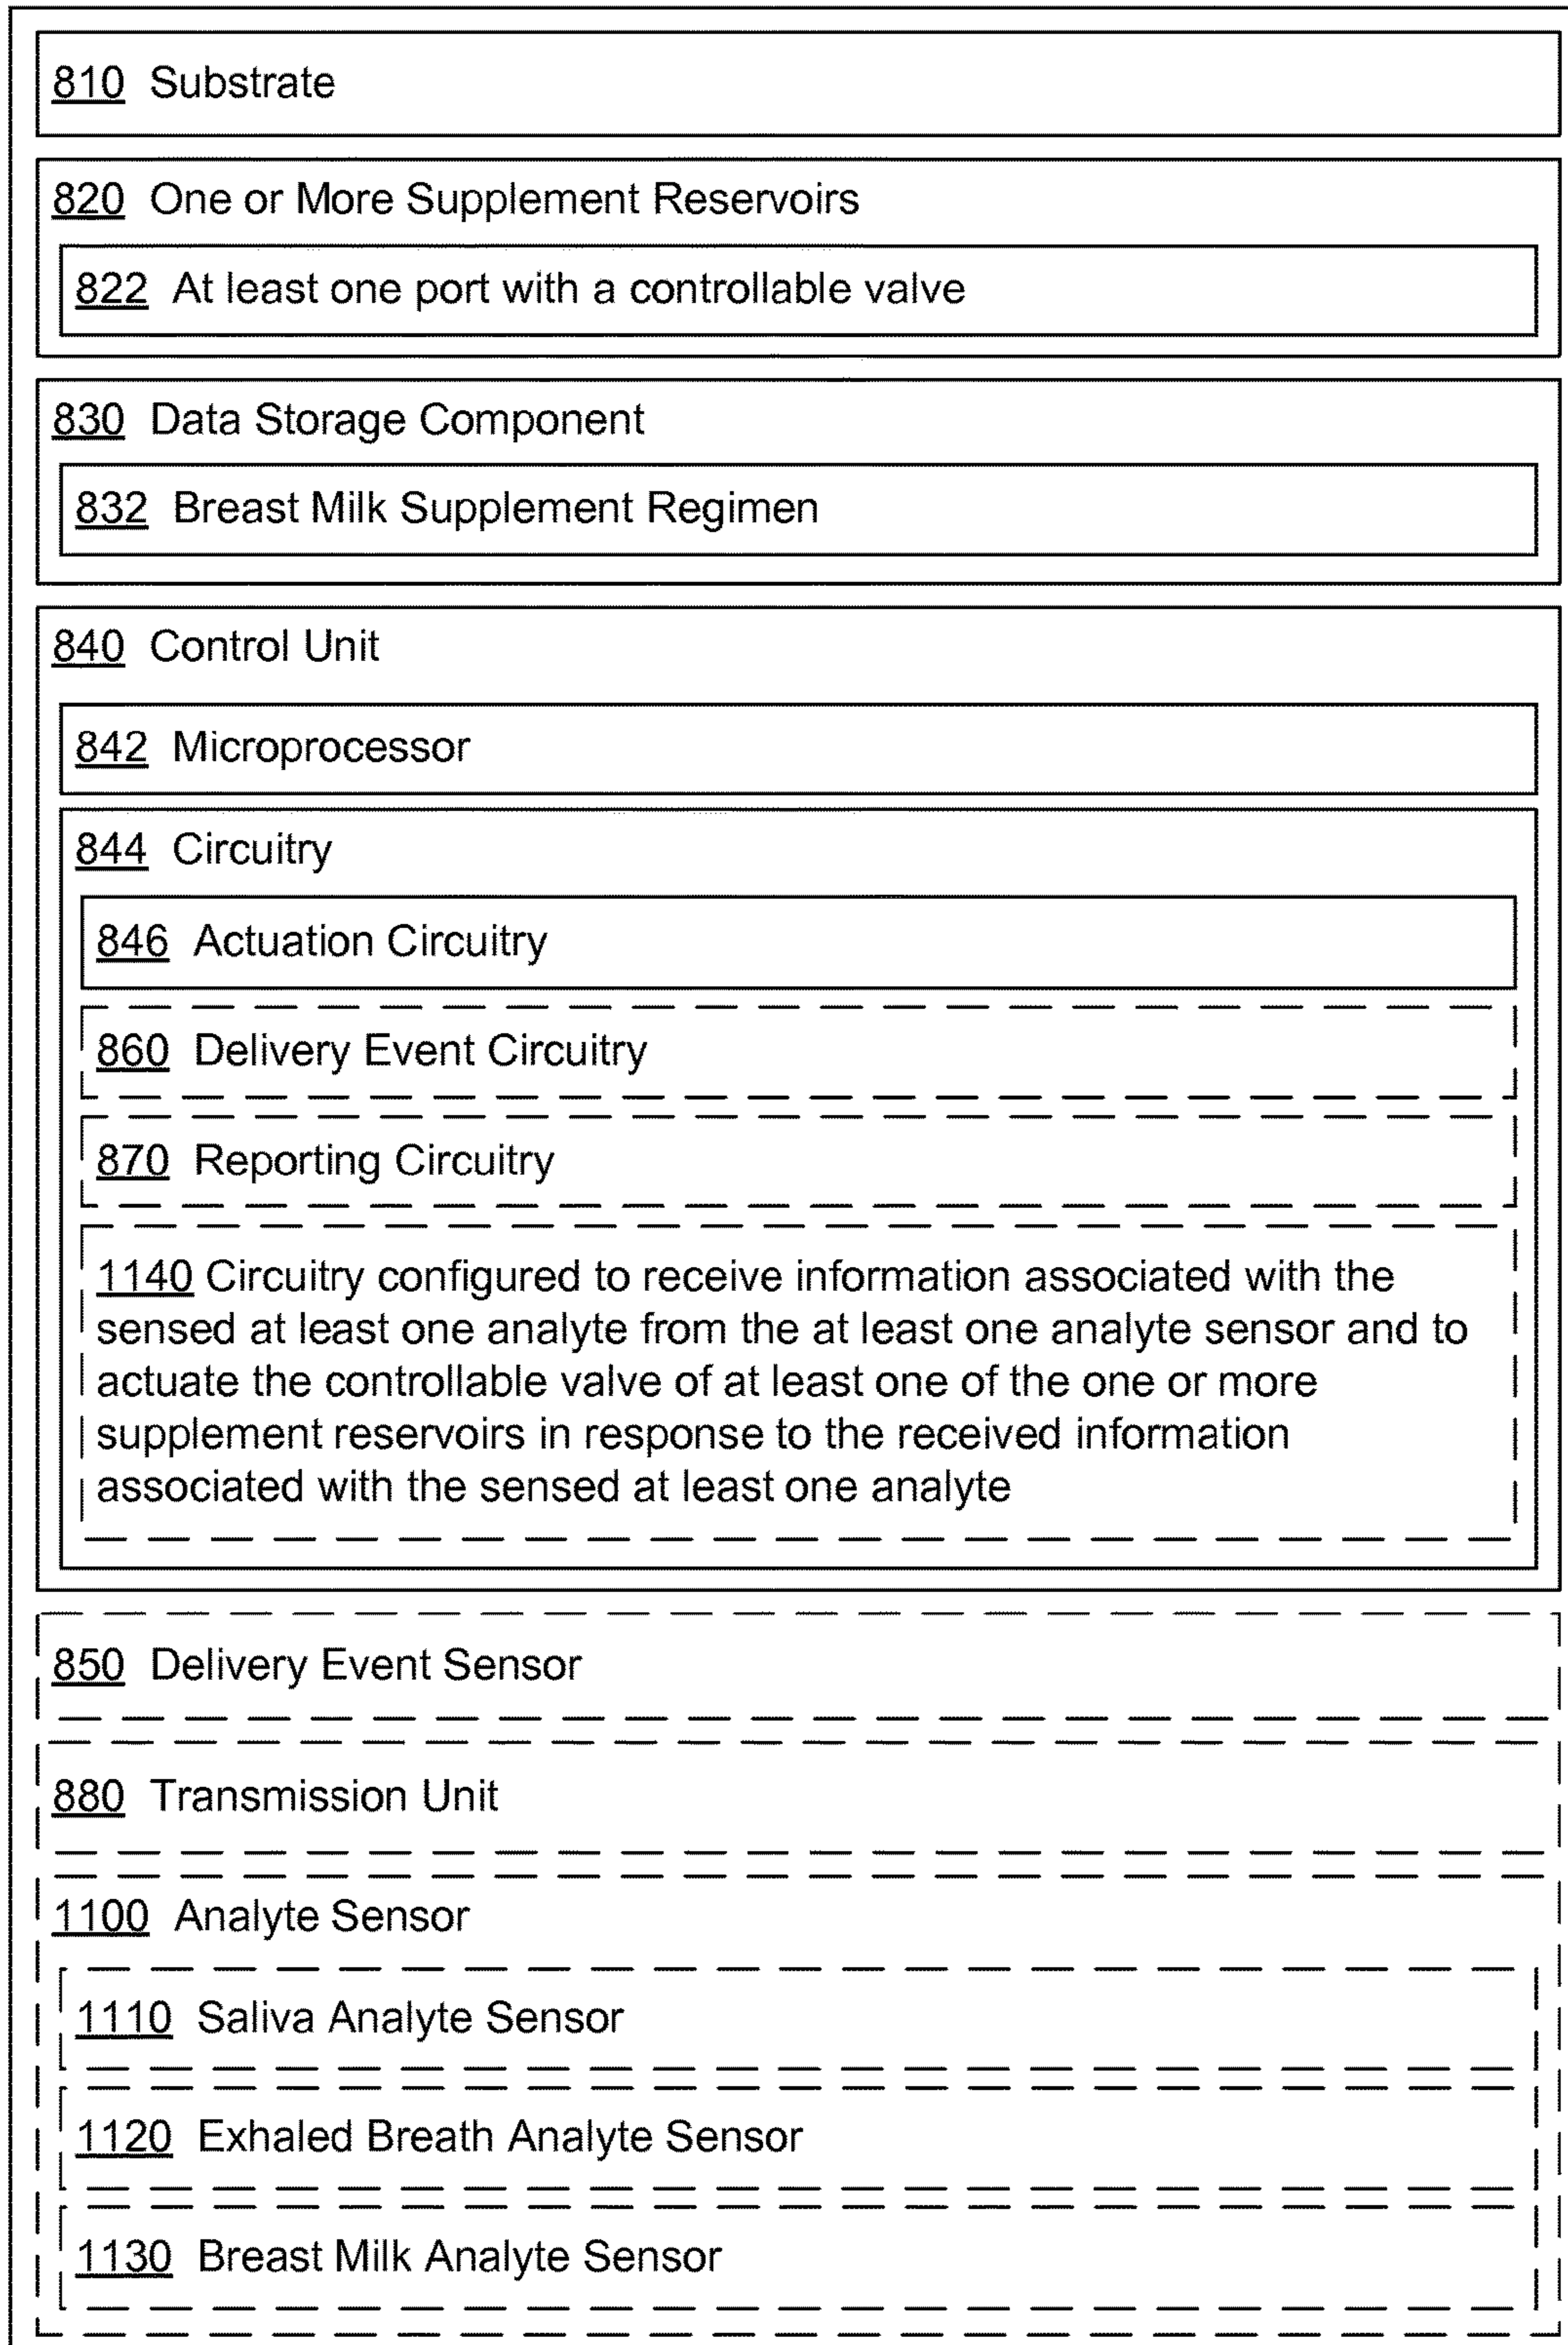 810 Substrate
820 One or More Supplement Reservoirs
822 At least one port with a controllable valve
830 Data Storage Component
832 Breast Milk Supplement Regimen
840 Control Unit
842 Microprocessor
844 Circuitry
846 Actuation Circuitry
860 Delivery Event Circuitry
870 Reporting Circuitry
1140 Circuitry configured to receive information associated with the
sensed at least one analyte from the at least one analyte sensor and to
actuate the controllable valve of at least one of the one or more
supplement reservoirs in response to the received information
associated with the sensed at least one analyte
850 Delivery Event Sensor
880 Transmission Unit
1100 Analyte Sensor
1110 Saliva Analyte Sensor
1120 Exhaled Breath Analyte Sensor
1130 Breast Milk Analyte Sensor